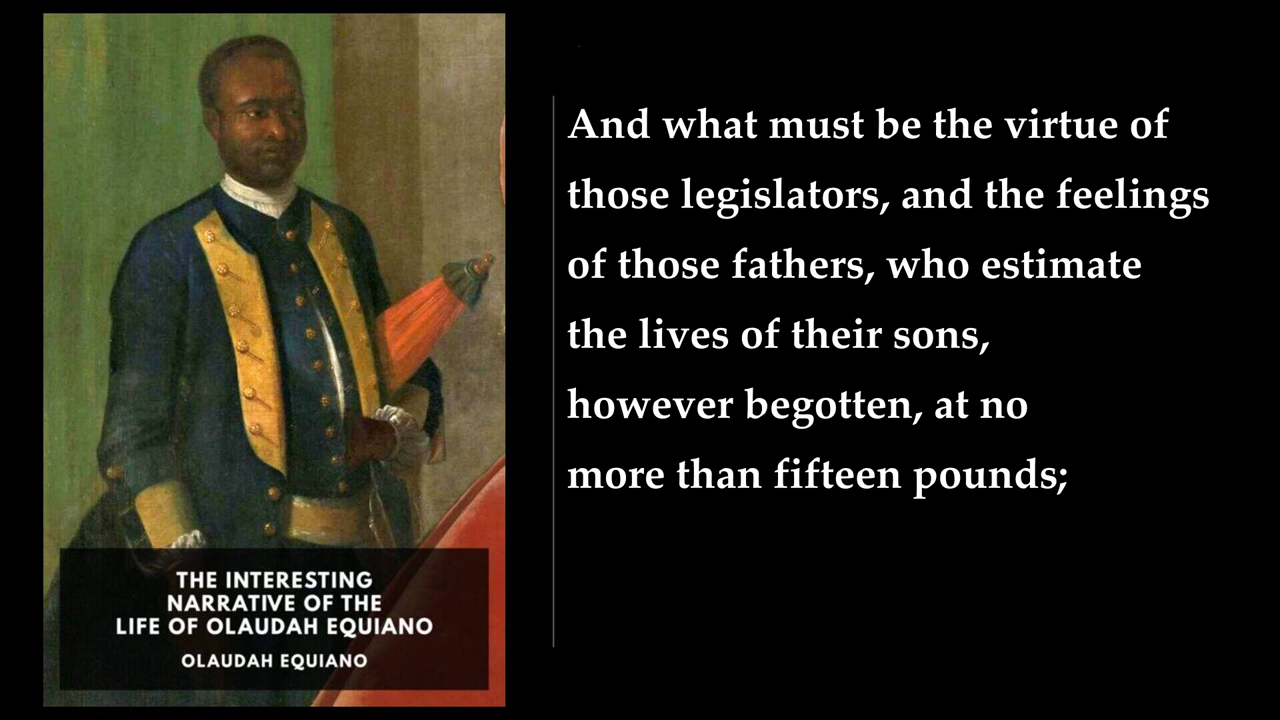 And what must be the virtue of
those legislators, and the feelings
of those fathers, who estimate
the lives of their sons,
however begotten, at no
more than fifteen pounds;
THE INTERESTING
NARRATIVE OF THE
LIFE OF OLAUDAH EQUIANO
OLAUDAH EQUIANO